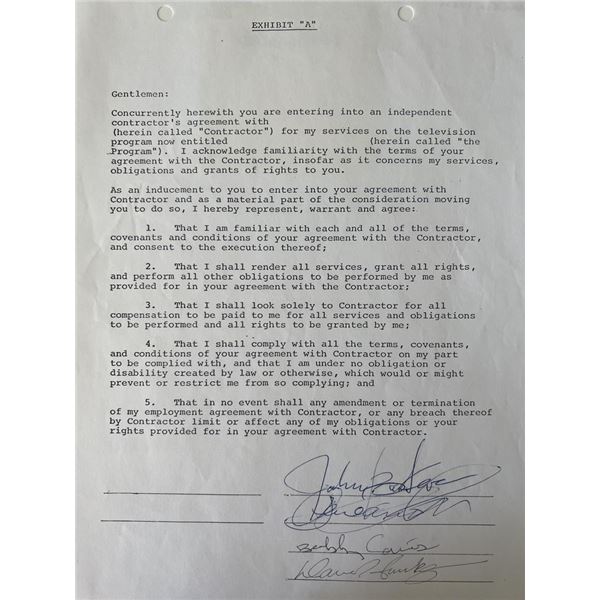 EXHIBIT "A"
Gentlemen:
Concurrently herewith you are entering into an independent
contractor's agreement with
(herein called "Contractor") for my services on the television
program now entitled (herein called "the
Program"). I acknowledge familiarity with the terms of your
agreement with the Contractor, insofar as it concerns my services,
obligations and grants of rights to you.
As an inducement to you to enter into your agreement with
Contractor and as a material part of the consideration moving
you to do so, I hereby represent, warrant and agree:
1. That I am familiar with each and all of the terms,
covenants and conditions of your agreement with the Contractor,
and consent to the execution thereof;
2. That I shall render all services, grant all rights,
and perform all other obligations to be performed by me as
provided for in your agreement with the Contractor;
3. That I shall look solely to Contractor for all
compensation to be paid to me for all services and obligations
to be performed and all rights to be granted by me;
4. That I shall comply with all the terms, covenants,
and conditions of your agreement with Contractor on my part
to be complied with, and that I am under no obligation or
disability created by law or otherwise, which would or might
prevent or restrict me from so complying; and
5. That in no event shall any amendment or termination
of my employment agreement with Contractor, or any breach thereof
by Contractor limit or affect any of my obligations or your
rights provided for in your agreement with Contractor.
Bobby
David